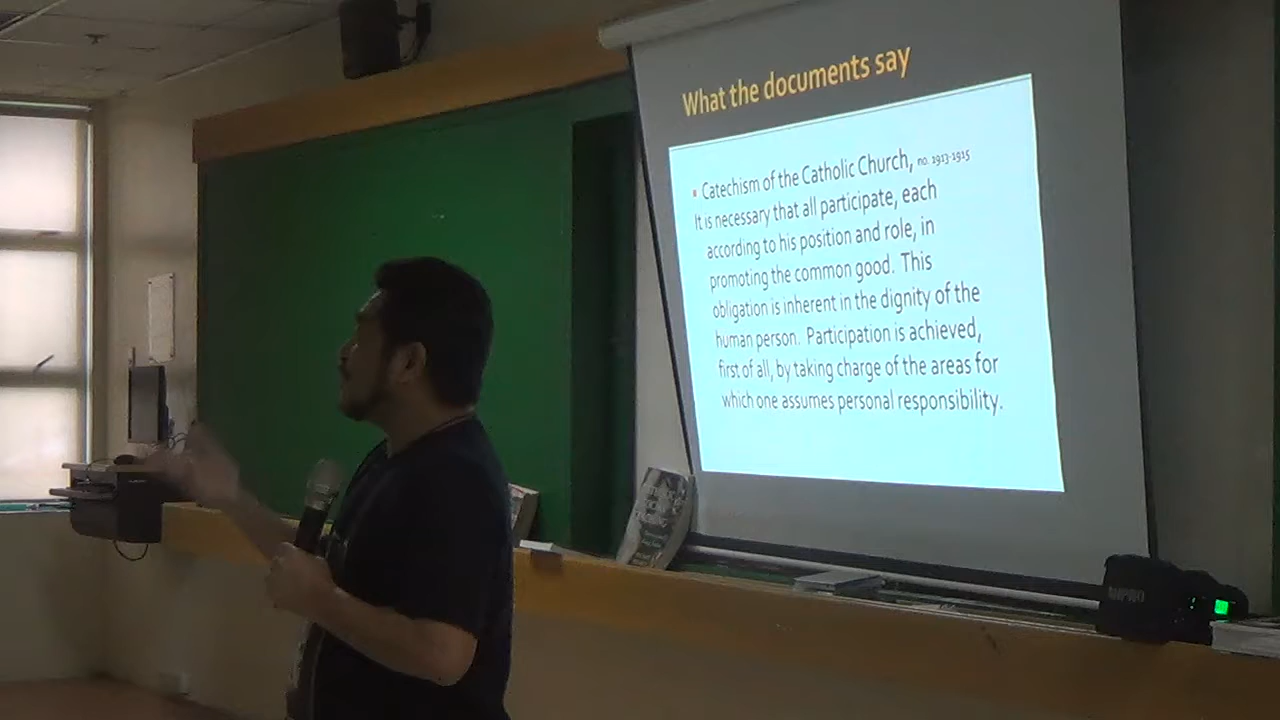 What the documents say
Catechism of the Catholic Church, no. 1913-1915
It is necessary that all participate, each
according to his position and role, in
promoting the common good. This
obligation is inherent in the dignity of the
human person. Participation is achieved,
first of all, by taking charge of the areas for
which one assumes personal responsibility.
MIPRO